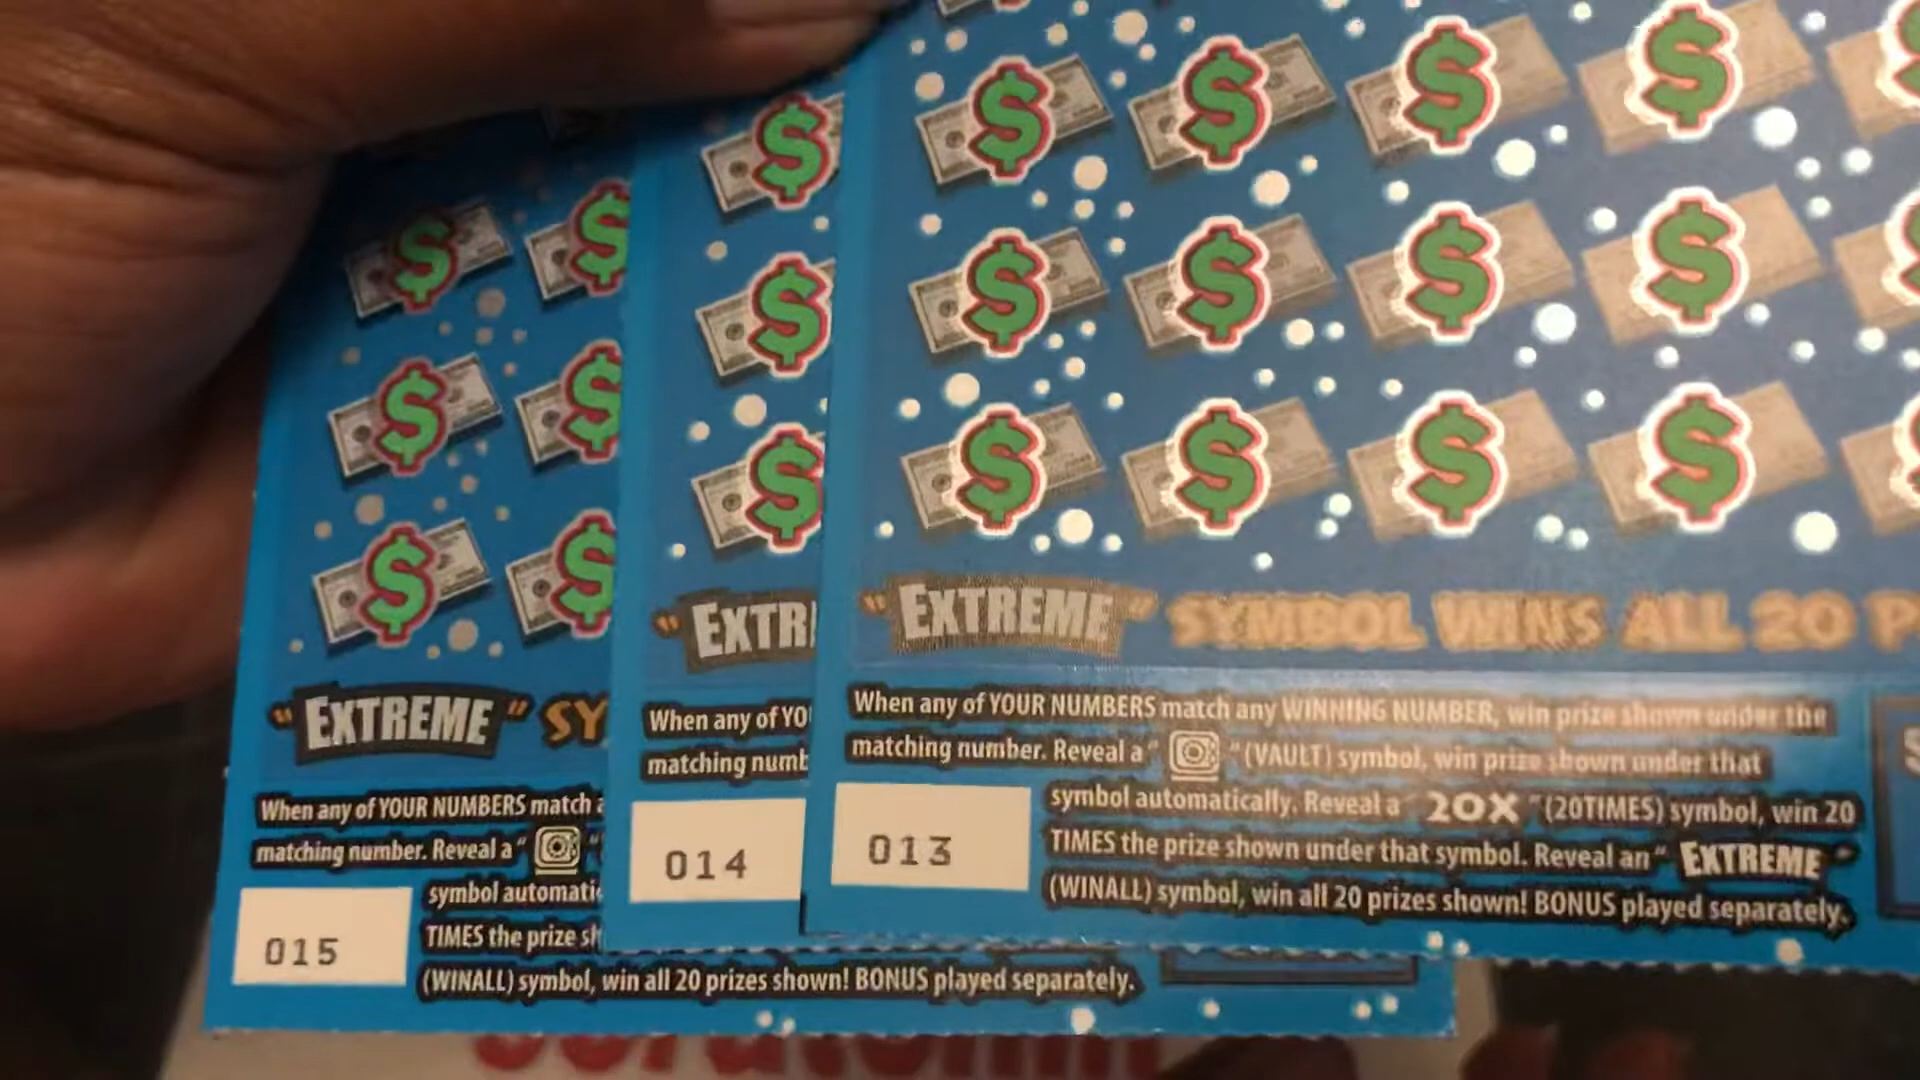 "EXTREME" SYMBOL WINS ALL 20 P
When any of YOUR NUMBERS match any WINNING NUMBER, win prize shown under the
matching number. Reveal a " " (VAULT) symbol, win prize shown under that
symbol automatically. Reveal a " 20X " (20TIMES) symbol, win 20
TIMES the prize shown under that symbol. Reveal an " EXTREME "
(WINALL) symbol, win all 20 prizes shown! BONUS played separately.
013
"EXTR
When any of YO
matching numb
014
"EXTREME" SY
When any of YOUR NUMBERS match a
matching number. Reveal a " "
symbol automati
TIMES the prize sh
(WINALL) symbol, win all 20 prizes shown! BONUS played separately.
015